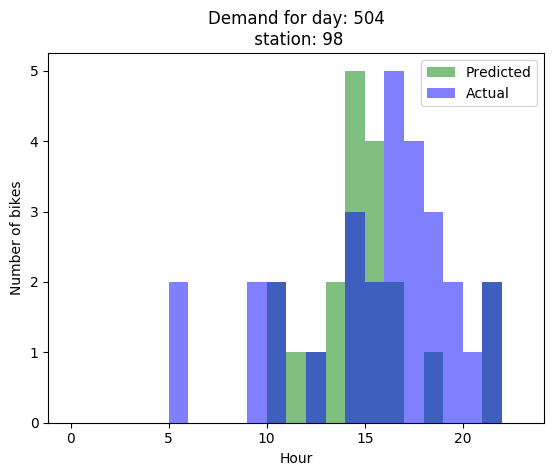 Demand for day: 504
station: 98
Predicted
Actual
5
4
3
2
1
0
Number of bikes
0 5 10 15 20
Hour